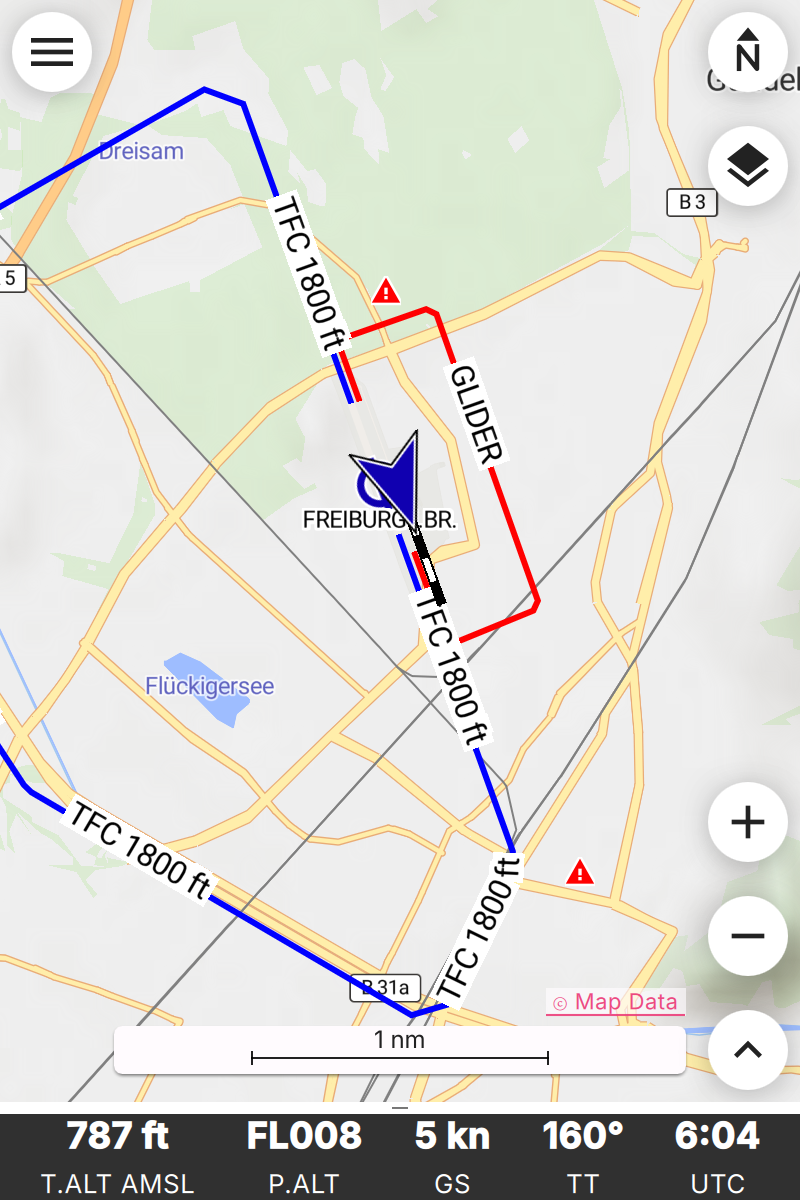 N
Dreisam
B 3
5
TFC 1800 ft
GLIDER
FREIBURG
BR.
TFC 1800 ft
Flückigersee
TFC 1800 ft
TFC 1800 ft
B 31a
© Map Data
1 nm
787 ft FL008 5 kn 160° 6:04
T.ALT AMSL P.ALT GS TT UTC